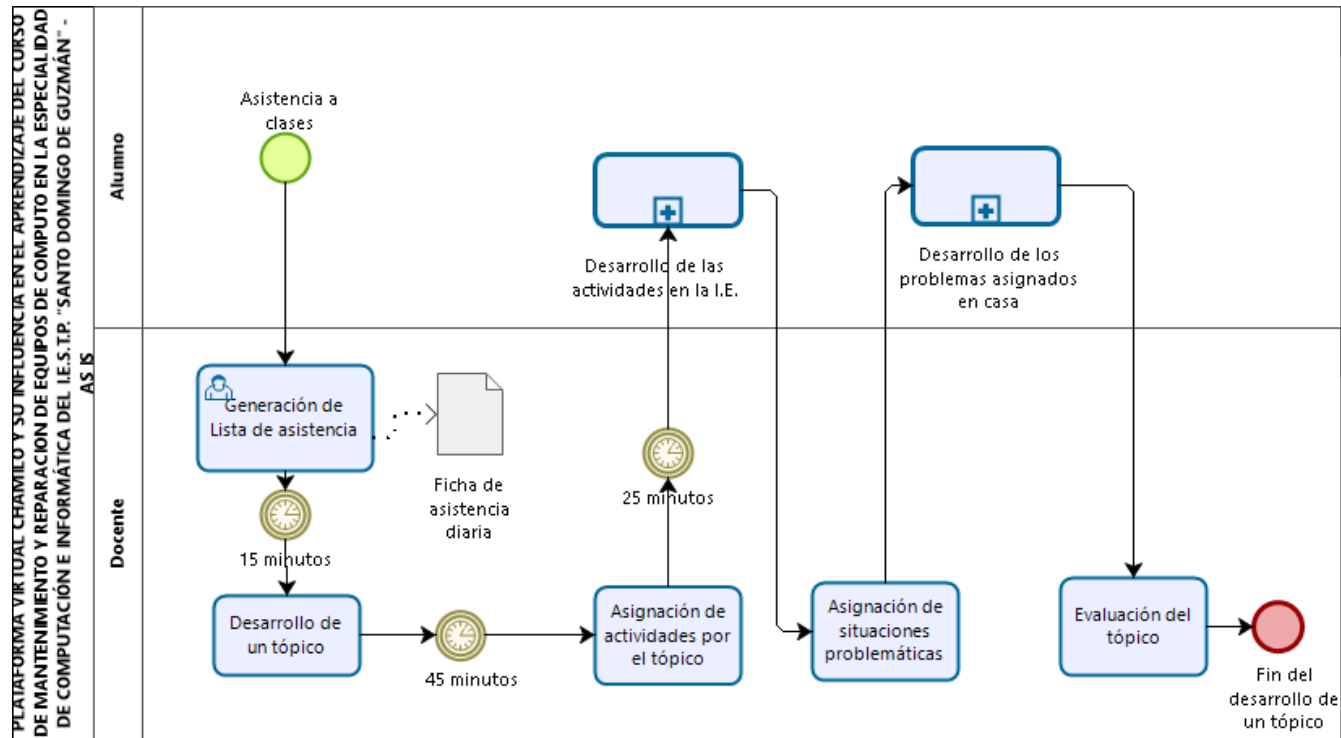 PLATAFORMA VIRTUAL CHAMILO Y SU INFLUENCIA EN EL APRENDIZAJE DEL CURSO
DE MANTENIMIENTO Y REPARACION DE EQUIPOS DE COMPUTO EN LA ESPECIALIDAD
DE COMPUTACIÓN E INFORMÁTICA DEL I.E.S.T.P. "SANTO DOMINGO DE GUZMÁN" -
AS IS
Alumno
Asistencia a
clases
Desarrollo de las
actividades en la I.E.
Desarrollo de los
problemas asignados
en casa
Docente
Generación de
Lista de asistencia
Ficha de
asistencia
diaria
15 minutos
25 minutos
Desarrollo de
un tópico
45 minutos
Asignación de
actividades por
el tópico
Asignación de
situaciones
problemáticas
Evaluación del
tópico
Fin del
desarrollo de
un tópico